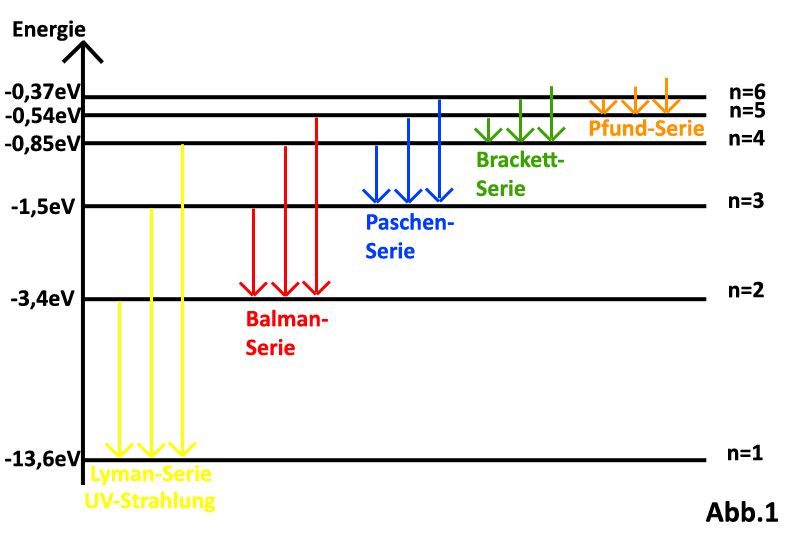 Energie
-0,37eV
n=6
-0,54eV
n=5
Pfund-Serie
-0,85eV
n=4
Brackett-
Serie
-1,5eV
n=3
Paschen-
Serie
-3,4eV
n=2
Balman-
Serie
-13,6eV
n=1
Lyman-Serie
UV-Strahlung
Abb.1